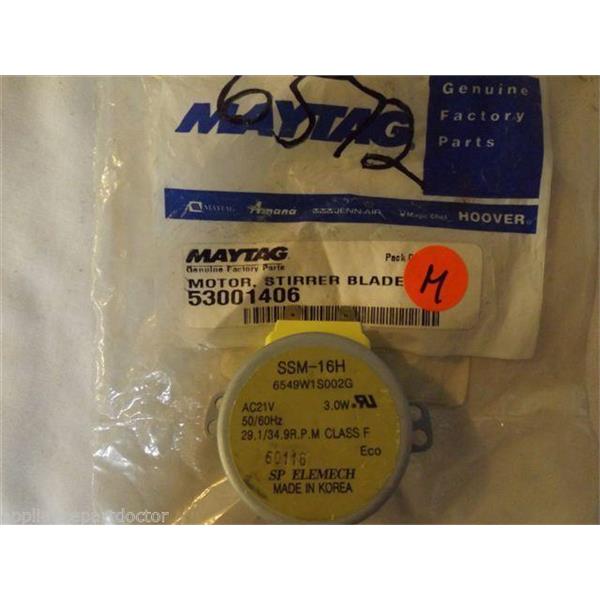 6572
MAYTAG
Genuine
Factory
Parts
MAYTAG Amana JENN-AIR Magic Chef HOOVER
MAYTAG
Genuine Factory Parts
Pack
MOTOR, STIRRER BLADE
53001406
M
SSM-16H
6549W1S002G
AC21V 3.0W
50/60Hz
29.1/34.9R.P.M CLASS F
60116 Eco
SP ELEMECH
MADE IN KOREA
appliancepartdoctor